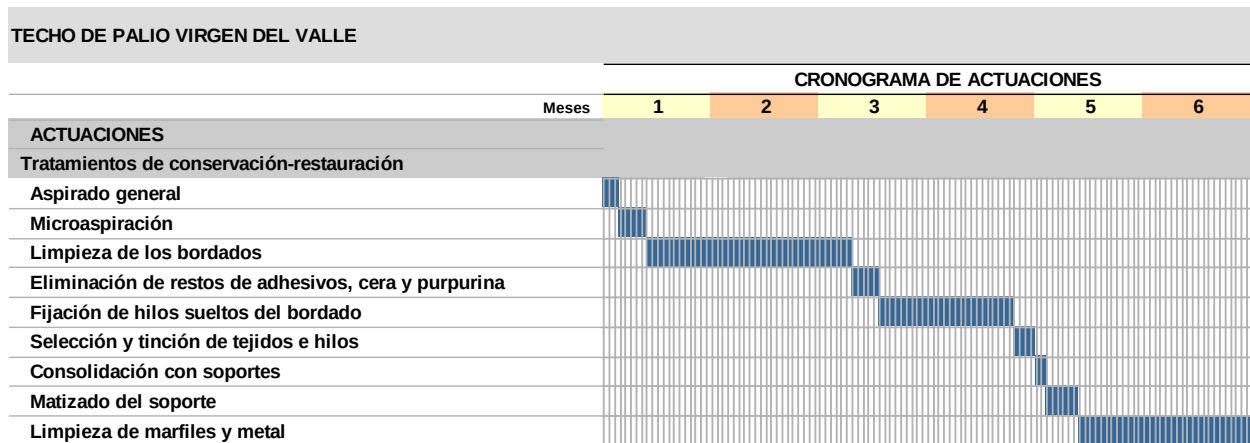 TECHO DE PALIO VIRGEN DEL VALLE
CRONOGRAMA DE ACTUACIONES
Meses 1 2 3 4 5 6
ACTUACIONES
Tratamientos de conservación-restauración
Aspirado general
Microaspiración
Limpieza de los bordados
Eliminación de restos de adhesivos, cera y purpurina
Fijación de hilos sueltos del bordado
Selección y tinción de tejidos e hilos
Consolidación con soportes
Matizado del soporte
Limpieza de marfiles y metal